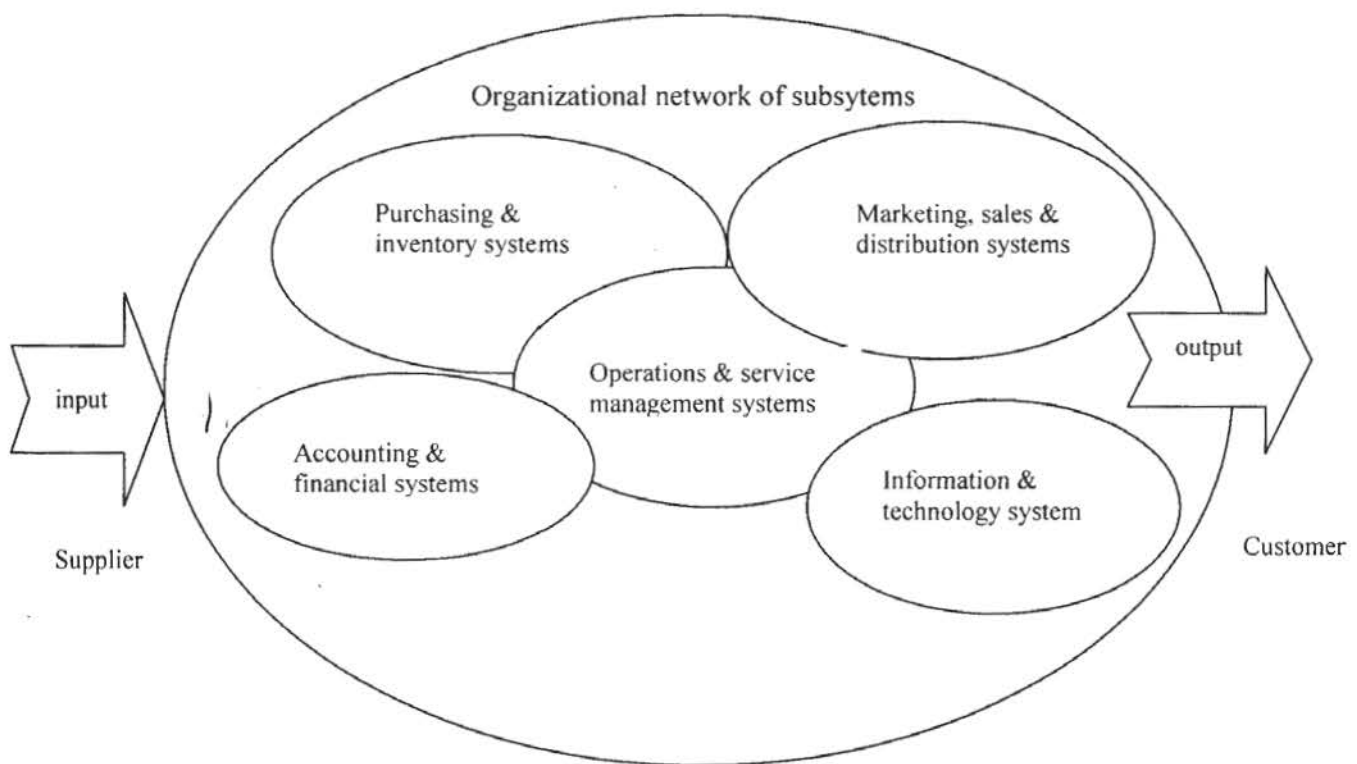 Organizational network of subsytems
Purchasing &
inventory systems
Marketing, sales &
distribution systems
input
Operations & service
management systems
output
Accounting &
financial systems
Information &
technology system
Supplier
Customer